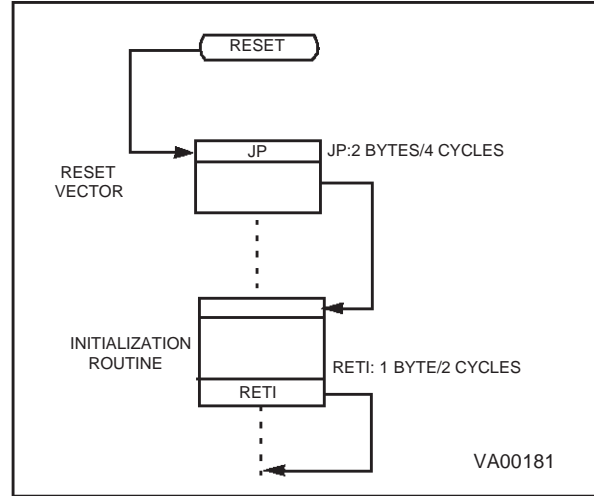 RESET
JP
JP:2 BYTES/4 CYCLES
RESET
VECTOR
INITIALIZATION
ROUTINE
RETI: 1 BYTE/2 CYCLES
RETI
VA00181